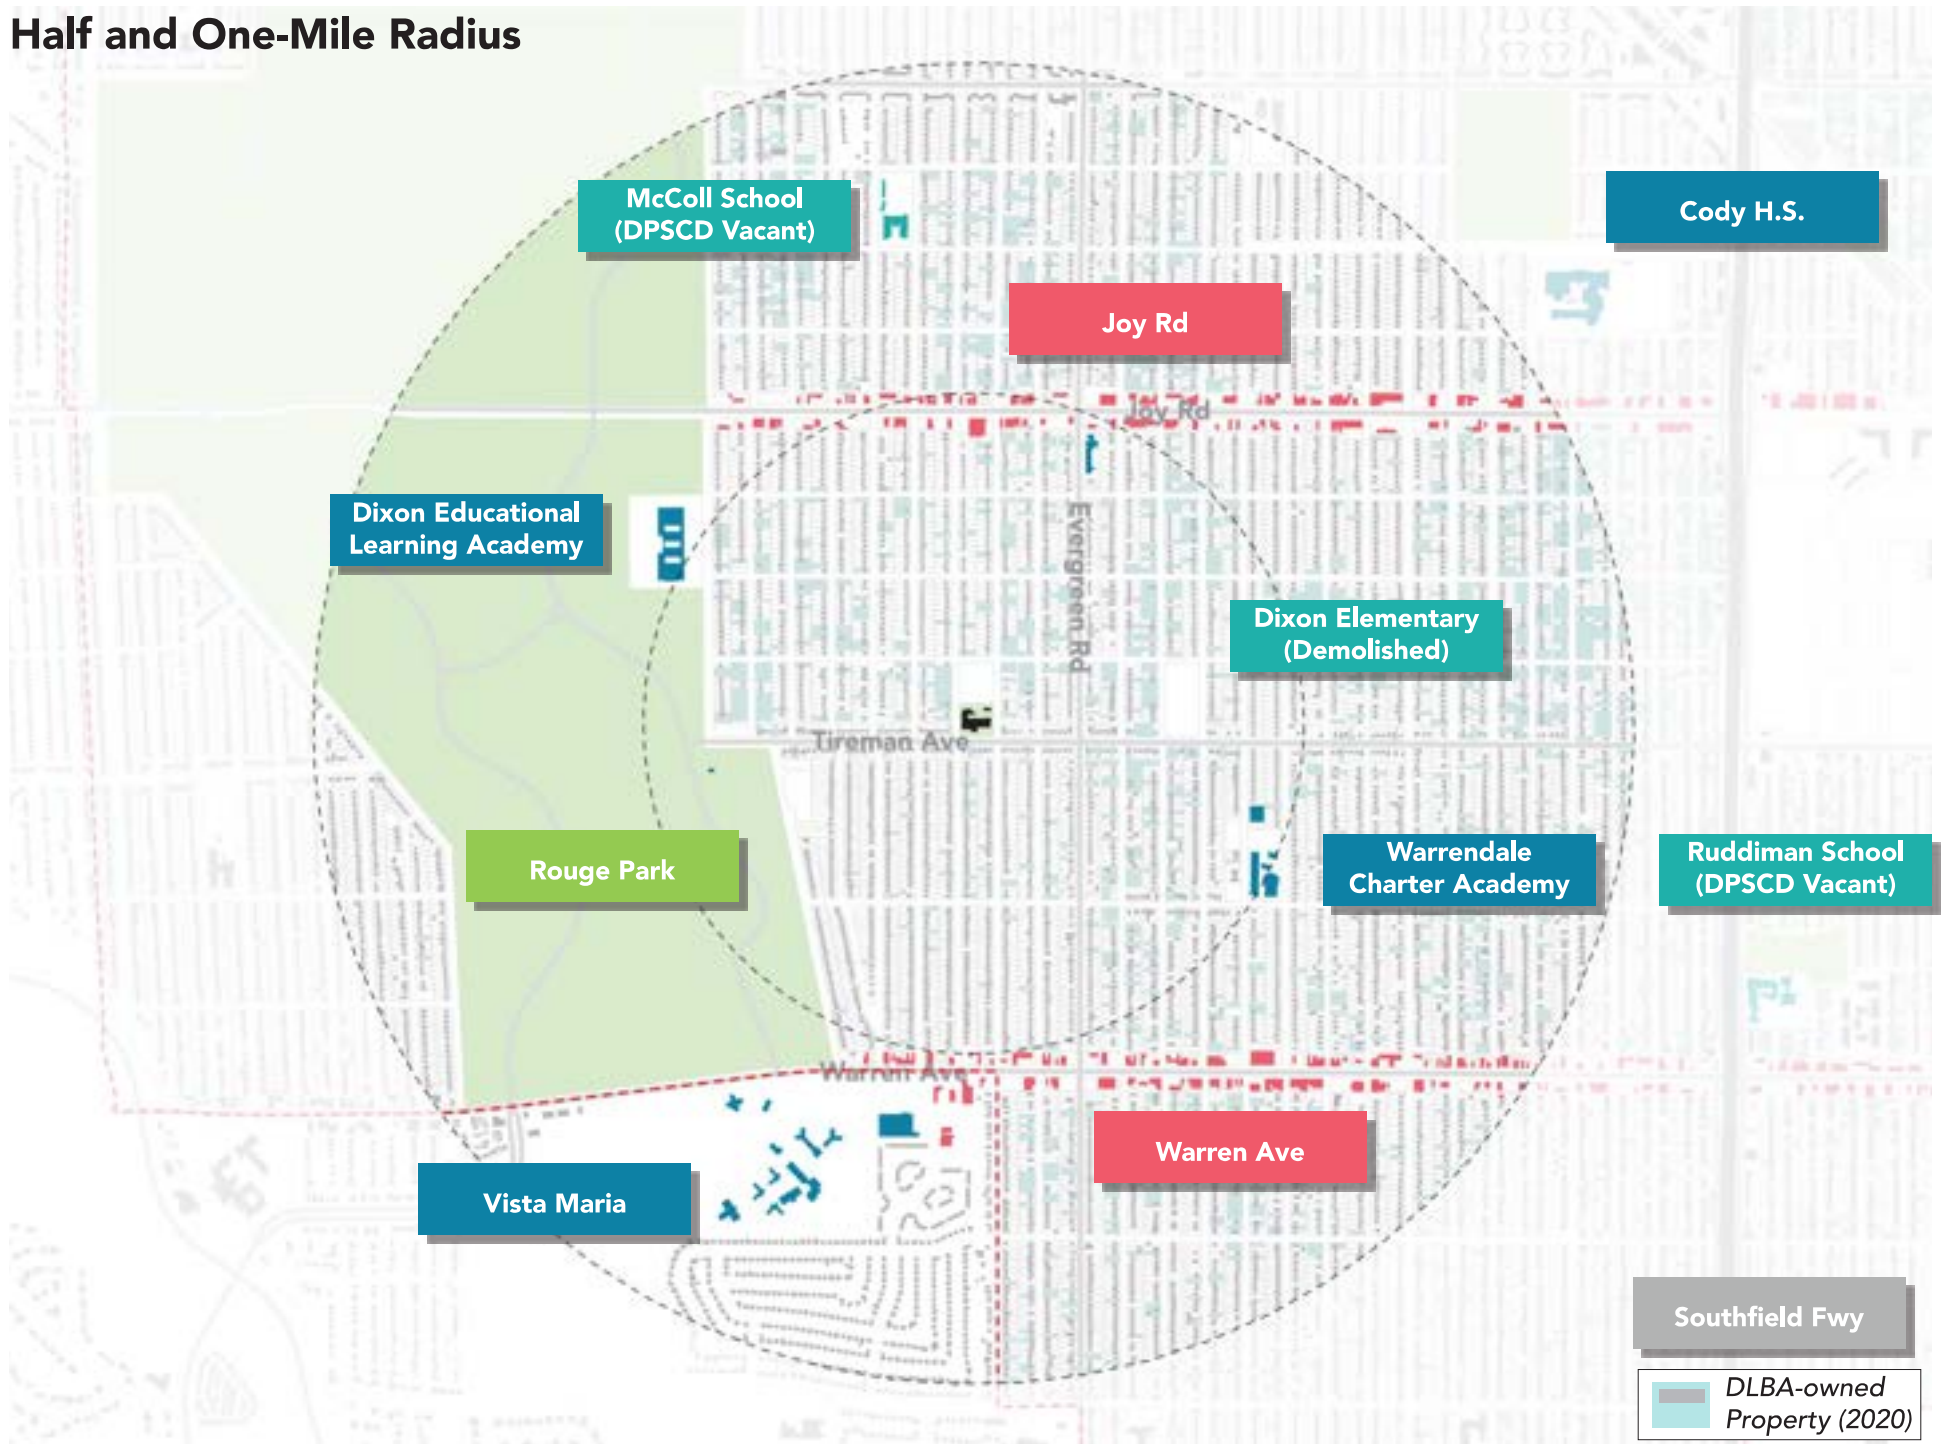 Half and One-Mile Radius
McColl School
(DPSCD Vacant)
Cody H.S.
Joy Rd
Joy Rd
Dixon Educational
Learning Academy
Evergreen Rd
Dixon Elementary
(Demolished)
Tireman Ave
Rouge Park
Warrendale
Charter Academy
Ruddiman School
(DPSCD Vacant)
Warren Ave
Warren Ave
Vista Maria
Southfield Fwy
DLBA-owned
Property (2020)